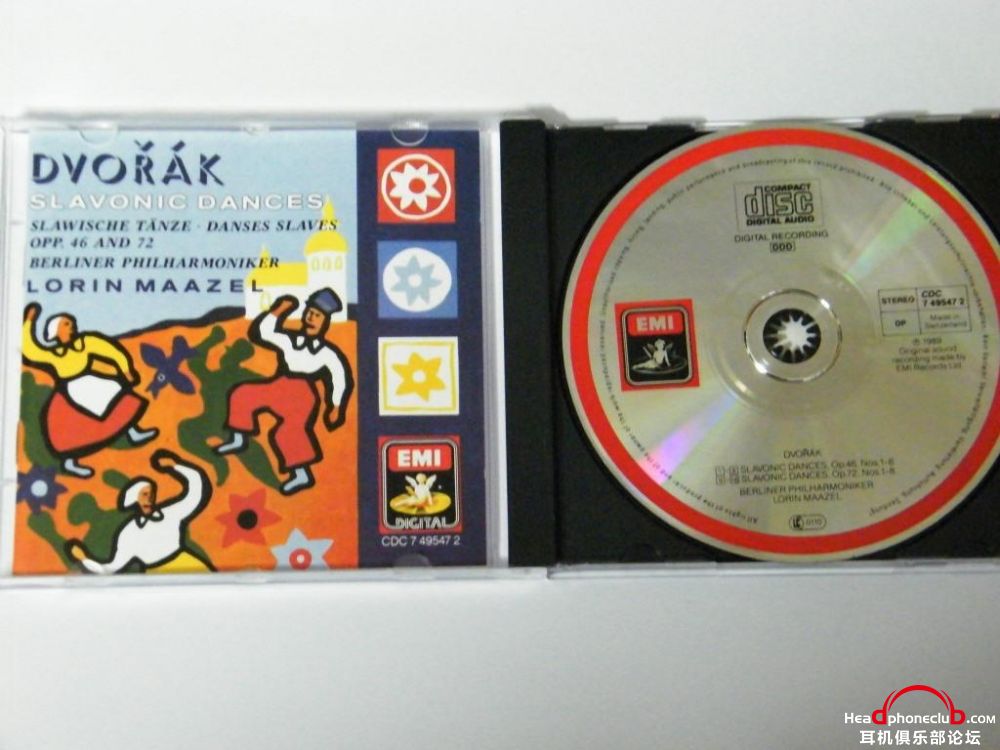 DVOŘÁK
SLAVONIC DANCES
SLAWISCHE TÄNZE · DANSES SLAVES
OPP. 46 AND 72
BERLINER PHILHARMONIKER
LORIN MAAZEL
EMI
DIGITAL
CDC 7 49547 2
COMPACT
disc
DIGITAL AUDIO
DIGITAL RECORDING
DDD
EMI
STEREO
CDC
7 49547 2
Made in
Switzerland
℗ 1989
Original sound
recording made by
EMI Records Ltd.
DVOŘÁK
SLAVONIC DANCES, Op.46, Nos.1-8
SLAVONIC DANCES, Op.72, Nos.1-8
BERLINER PHILHARMONIKER
LORIN MAAZEL
Headphoneclub.com
耳机俱乐部论坛